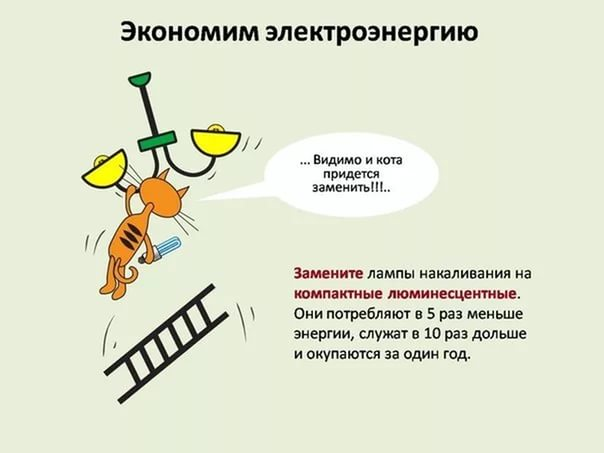 Экономим электроэнергию
... Видимо и кота
придется
заменить!!!..
Замените лампы накаливания на
компактные люминесцентные.
Они потребляют в 5 раз меньше
энергии, служат в 10 раз дольше
и окупаются за один год.